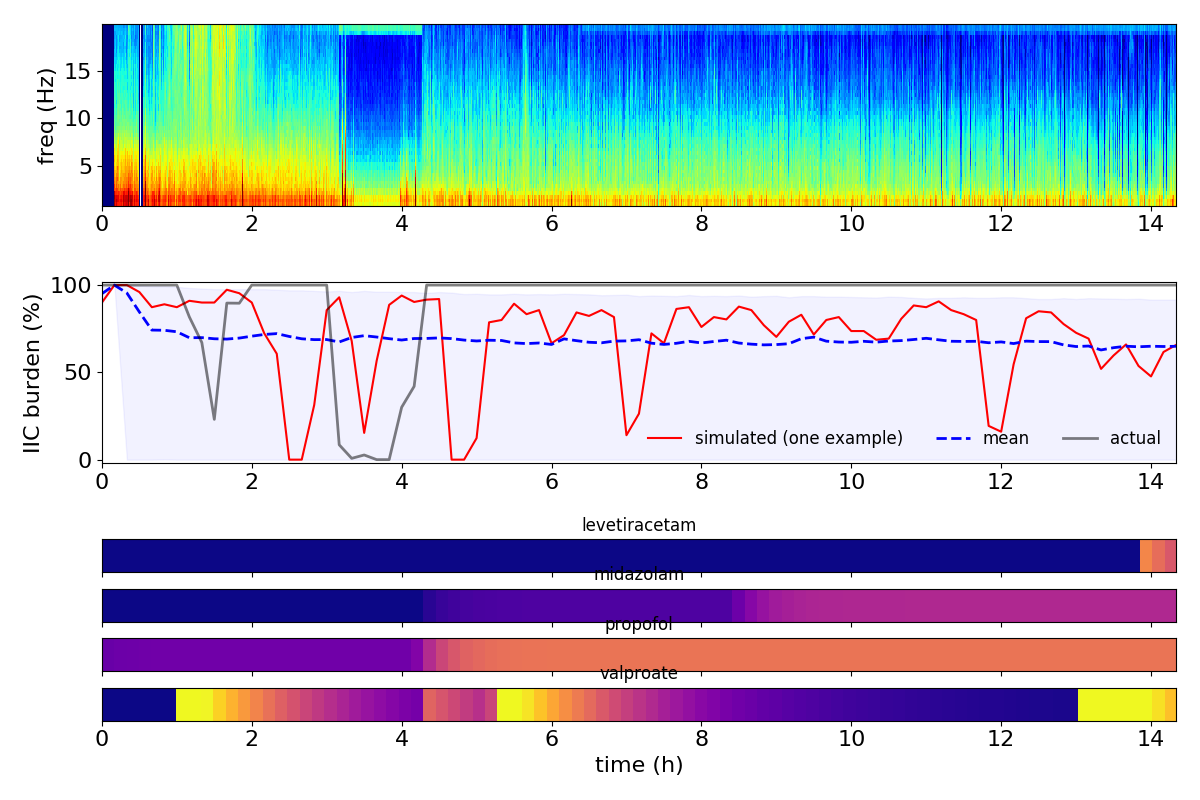 freq (Hz)
15
10
5
0 2 4 6 8 10 12 14
IIC burden (%)
100
50
0
simulated (one example) mean actual
0 2 4 6 8 10 12 14
levetiracetam
midazolam
propofol
valproate
0 2 4 6 8 10 12 14
time (h)